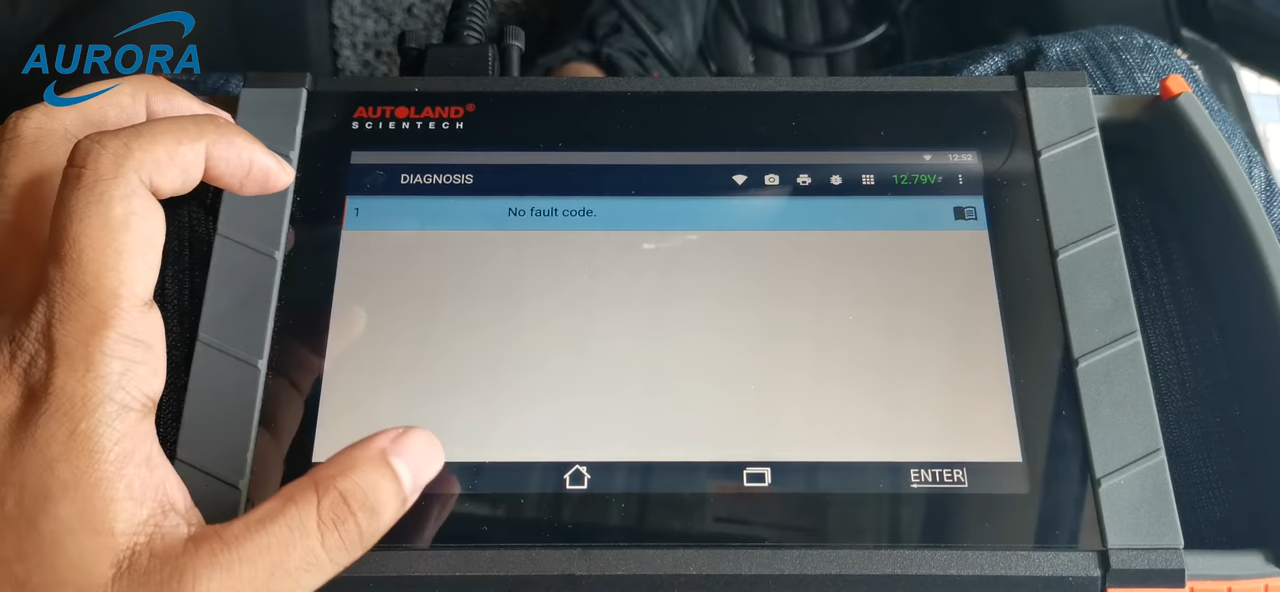 AURORA
AUTOLAND®
SCIENTECH
12:52
DIAGNOSIS
12.79V
1 No fault code.
ENTER